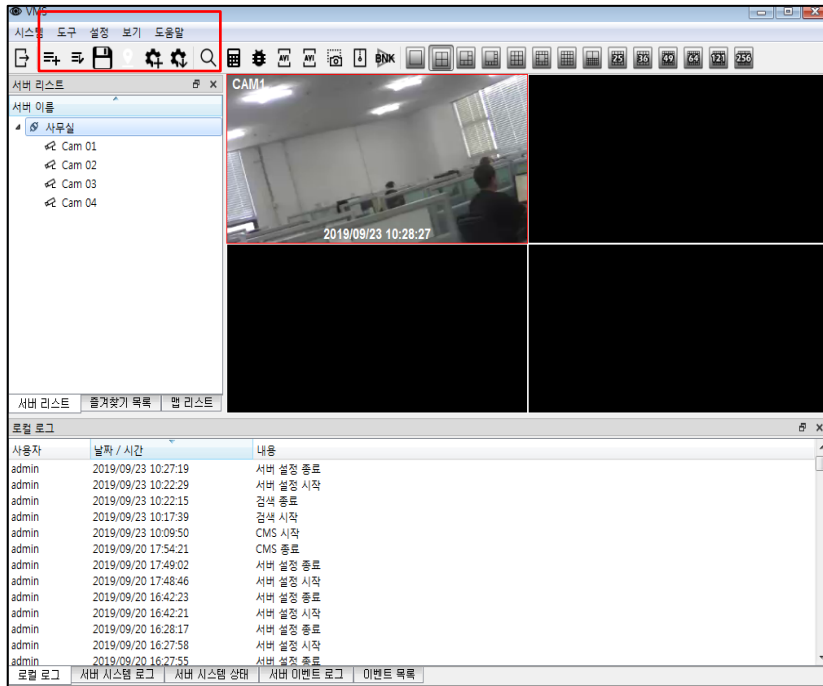 VMS
시스템 도구 설정 보기 도움말
AVI AVI BNK 25 36 49 64 121 256
서버 리스트
서버 이름
사무실
Cam 01
Cam 02
Cam 03
Cam 04
CAM1
2019/09/23 10:28:27
서버 리스트 즐겨찾기 목록 맵 리스트
로컬 로그
사용자 날짜 / 시간 내용
admin 2019/09/23 10:27:19 서버 설정 종료
admin 2019/09/23 10:22:29 서버 설정 시작
admin 2019/09/23 10:22:15 검색 종료
admin 2019/09/23 10:17:39 검색 시작
admin 2019/09/23 10:09:50 CMS 시작
admin 2019/09/20 17:54:21 CMS 종료
admin 2019/09/20 17:49:02 서버 설정 종료
admin 2019/09/20 17:48:46 서버 설정 시작
admin 2019/09/20 16:42:23 서버 설정 종료
admin 2019/09/20 16:42:21 서버 설정 시작
admin 2019/09/20 16:28:17 서버 설정 종료
admin 2019/09/20 16:27:58 서버 설정 시작
admin 2019/09/20 16:27:55 서버 설정 종료
로컬 로그 서버 시스템 로그 서버 시스템 상태 서버 이벤트 로그 이벤트 목록